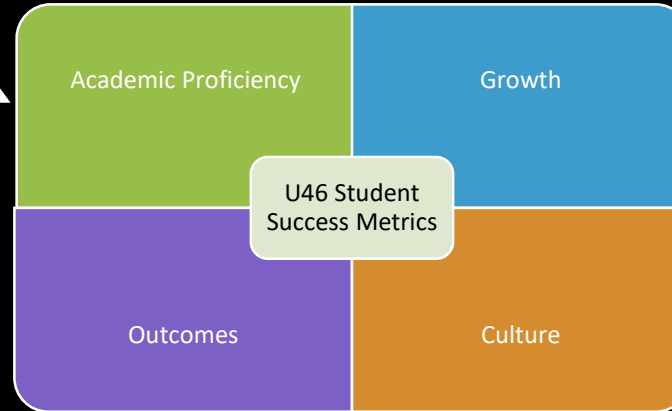 Academic Proficiency
Growth
U46 Student
Success Metrics
Outcomes
Culture